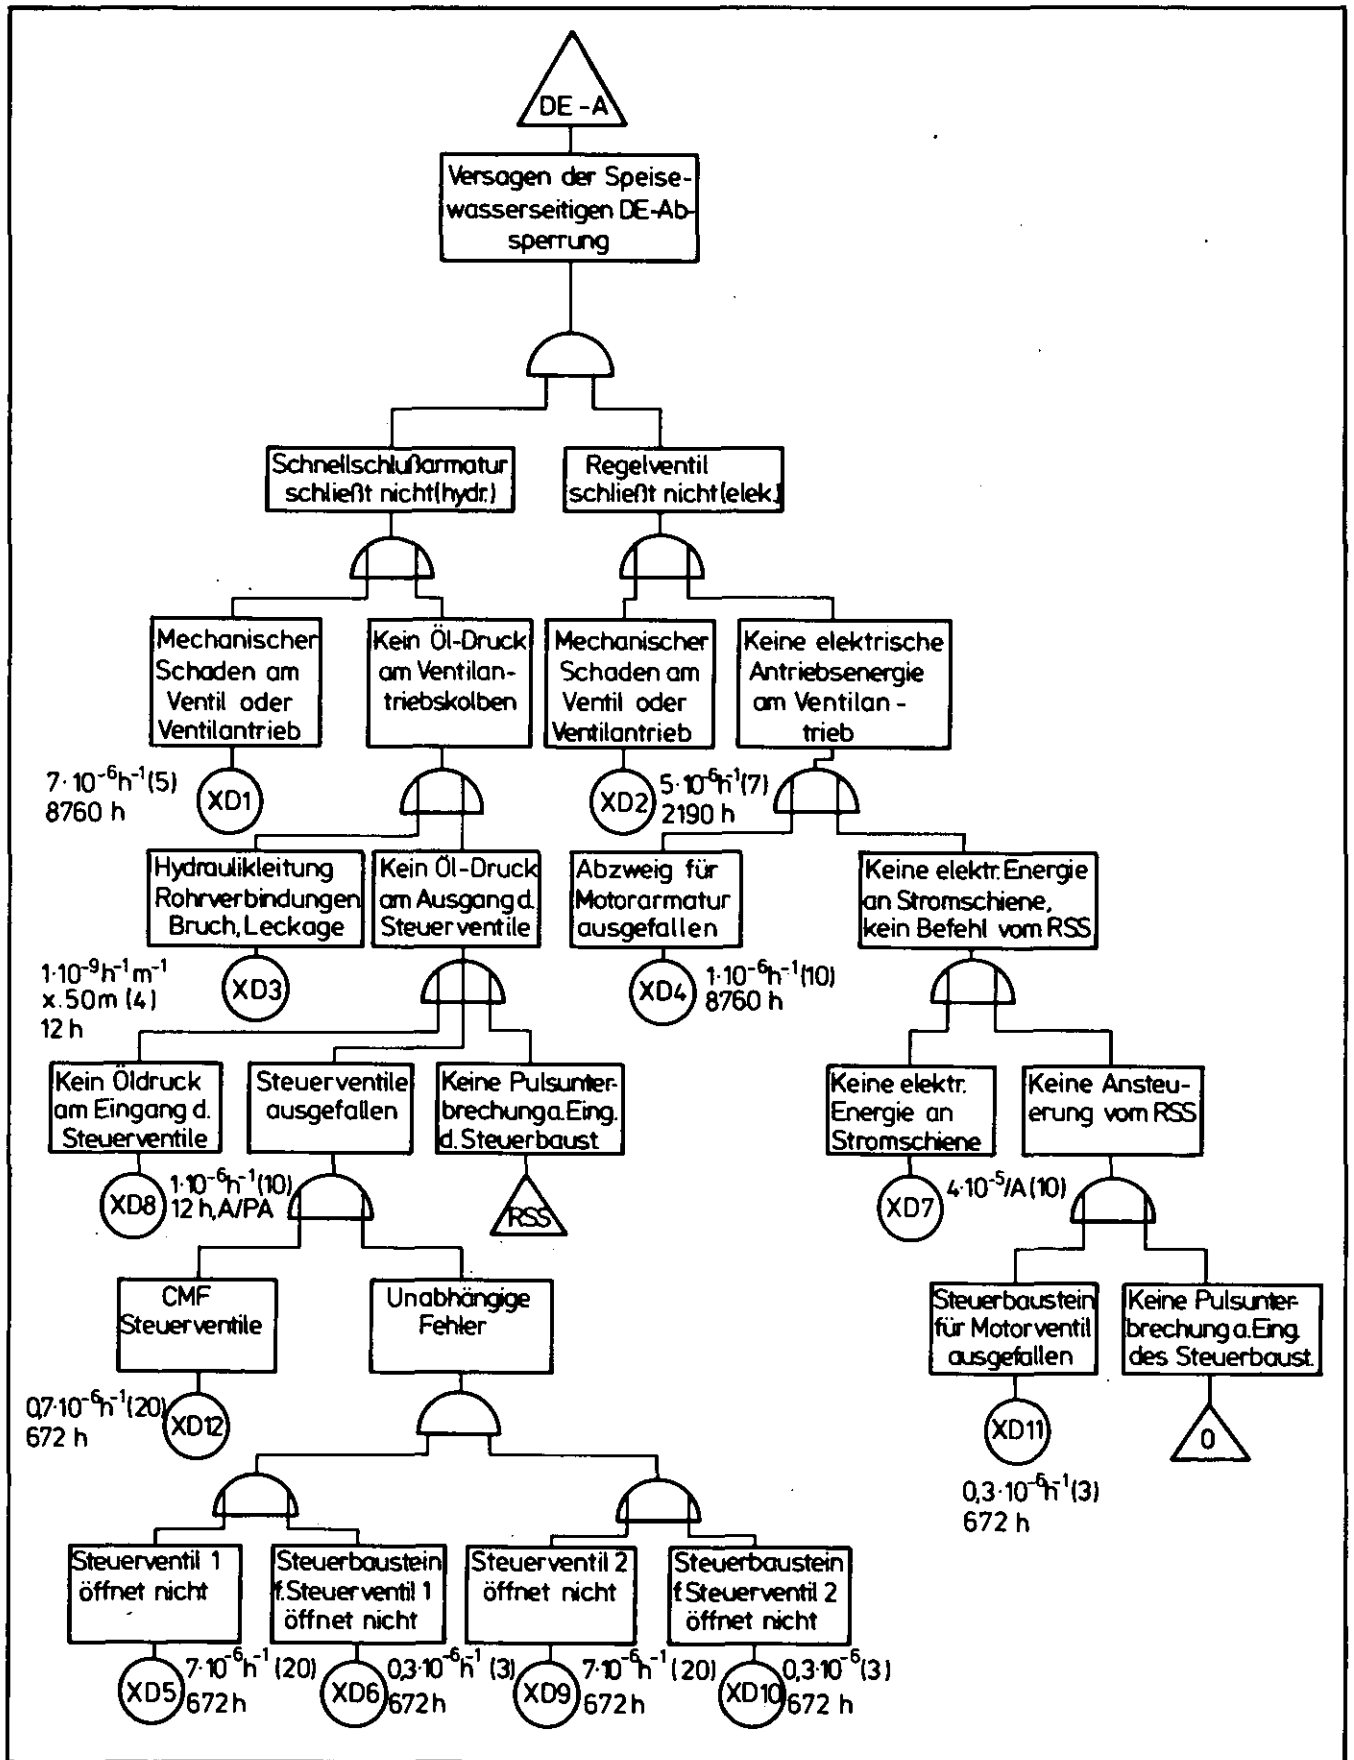 DE-A
Versagen der Speise-
wasserseitigen DE-Ab-
sperrung
Schnellschlußarmatur
schließt nicht(hydr.)
Regelventil
schließt nicht(elek.)
Mechanischer
Schaden am
Ventil oder
Ventilantrieb
Kein Öl-Druck
am Ventilan-
triebskolben
Mechanischer
Schaden am
Ventil oder
Ventilantrieb
Keine elektrische
Antriebsenergie
am Ventilan-
trieb
7·10⁻⁶h⁻¹(5)
8760 h
XD1
XD2
5·10⁻⁶h⁻¹(7)
2190 h
Hydraulikleitung
Rohrverbindungen
Bruch, Leckage
Kein Öl-Druck
am Ausgang d.
Steuerventile
Abzweig für
Motorarmatur
ausgefallen
Keine elektr. Energie
an Stromschiene,
kein Befehl vom RSS
1·10⁻⁹h⁻¹m⁻¹
x.50m (4)
12 h
XD3
XD4
1·10⁻⁶h⁻¹(10)
8760 h
Kein Öldruck
am Eingang d.
Steuerventile
Steuerventile
ausgefallen
Keine Pulsunter-
brechung a. Eing.
d. Steuerbaust
Keine elektr.
Energie an
Stromschiene
Keine Ansteu-
erung vom RSS
XD8
1·10⁻⁶h⁻¹(10)
12 h, A/PA
RSS
XD7
4·10⁻⁵/A(10)
CMF
Steuerventile
Unabhängige
Fehler
Steuerbaustein
für Motorventil
ausgefallen
Keine Pulsunter-
brechung a. Eing.
des Steuerbaust.
0,7·10⁻⁶h⁻¹(20)
672 h
XD12
XD11
0
0,3·10⁻⁶h⁻¹(3)
672 h
Steuerventil 1
öffnet nicht
Steuerbaustein
f. Steuerventil 1
öffnet nicht
Steuerventil 2
öffnet nicht
Steuerbaustein
f. Steuerventil 2
öffnet nicht
XD5
7·10⁻⁶h⁻¹ (20)
672 h
XD6
0,3·10⁻⁶h⁻¹ (3)
672 h
XD9
7·10⁻⁶h⁻¹ (20)
672 h
XD10
0,3·10⁻⁶(3)
672 h